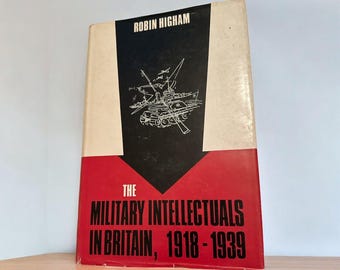 ROBIN HIGHAM
THE
MILITARY INTELLECTUALS
IN BRITAIN, 1918-1939